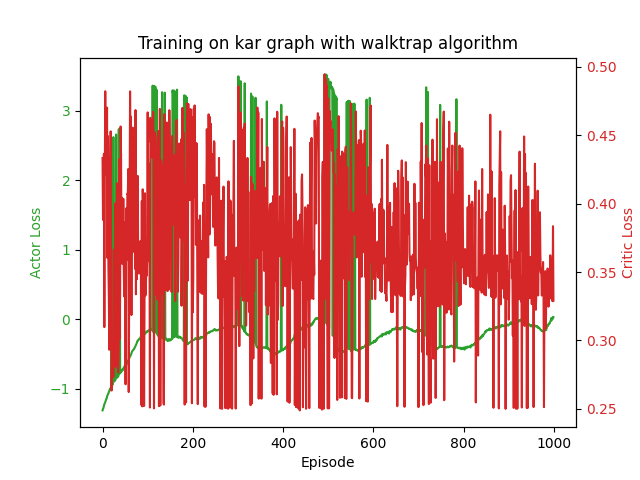 Training on kar graph with walktrap algorithm
3
2
1
0
−1
Actor Loss
0.50
0.45
0.40
0.35
0.30
0.25
Critic Loss
0 200 400 600 800 1000
Episode